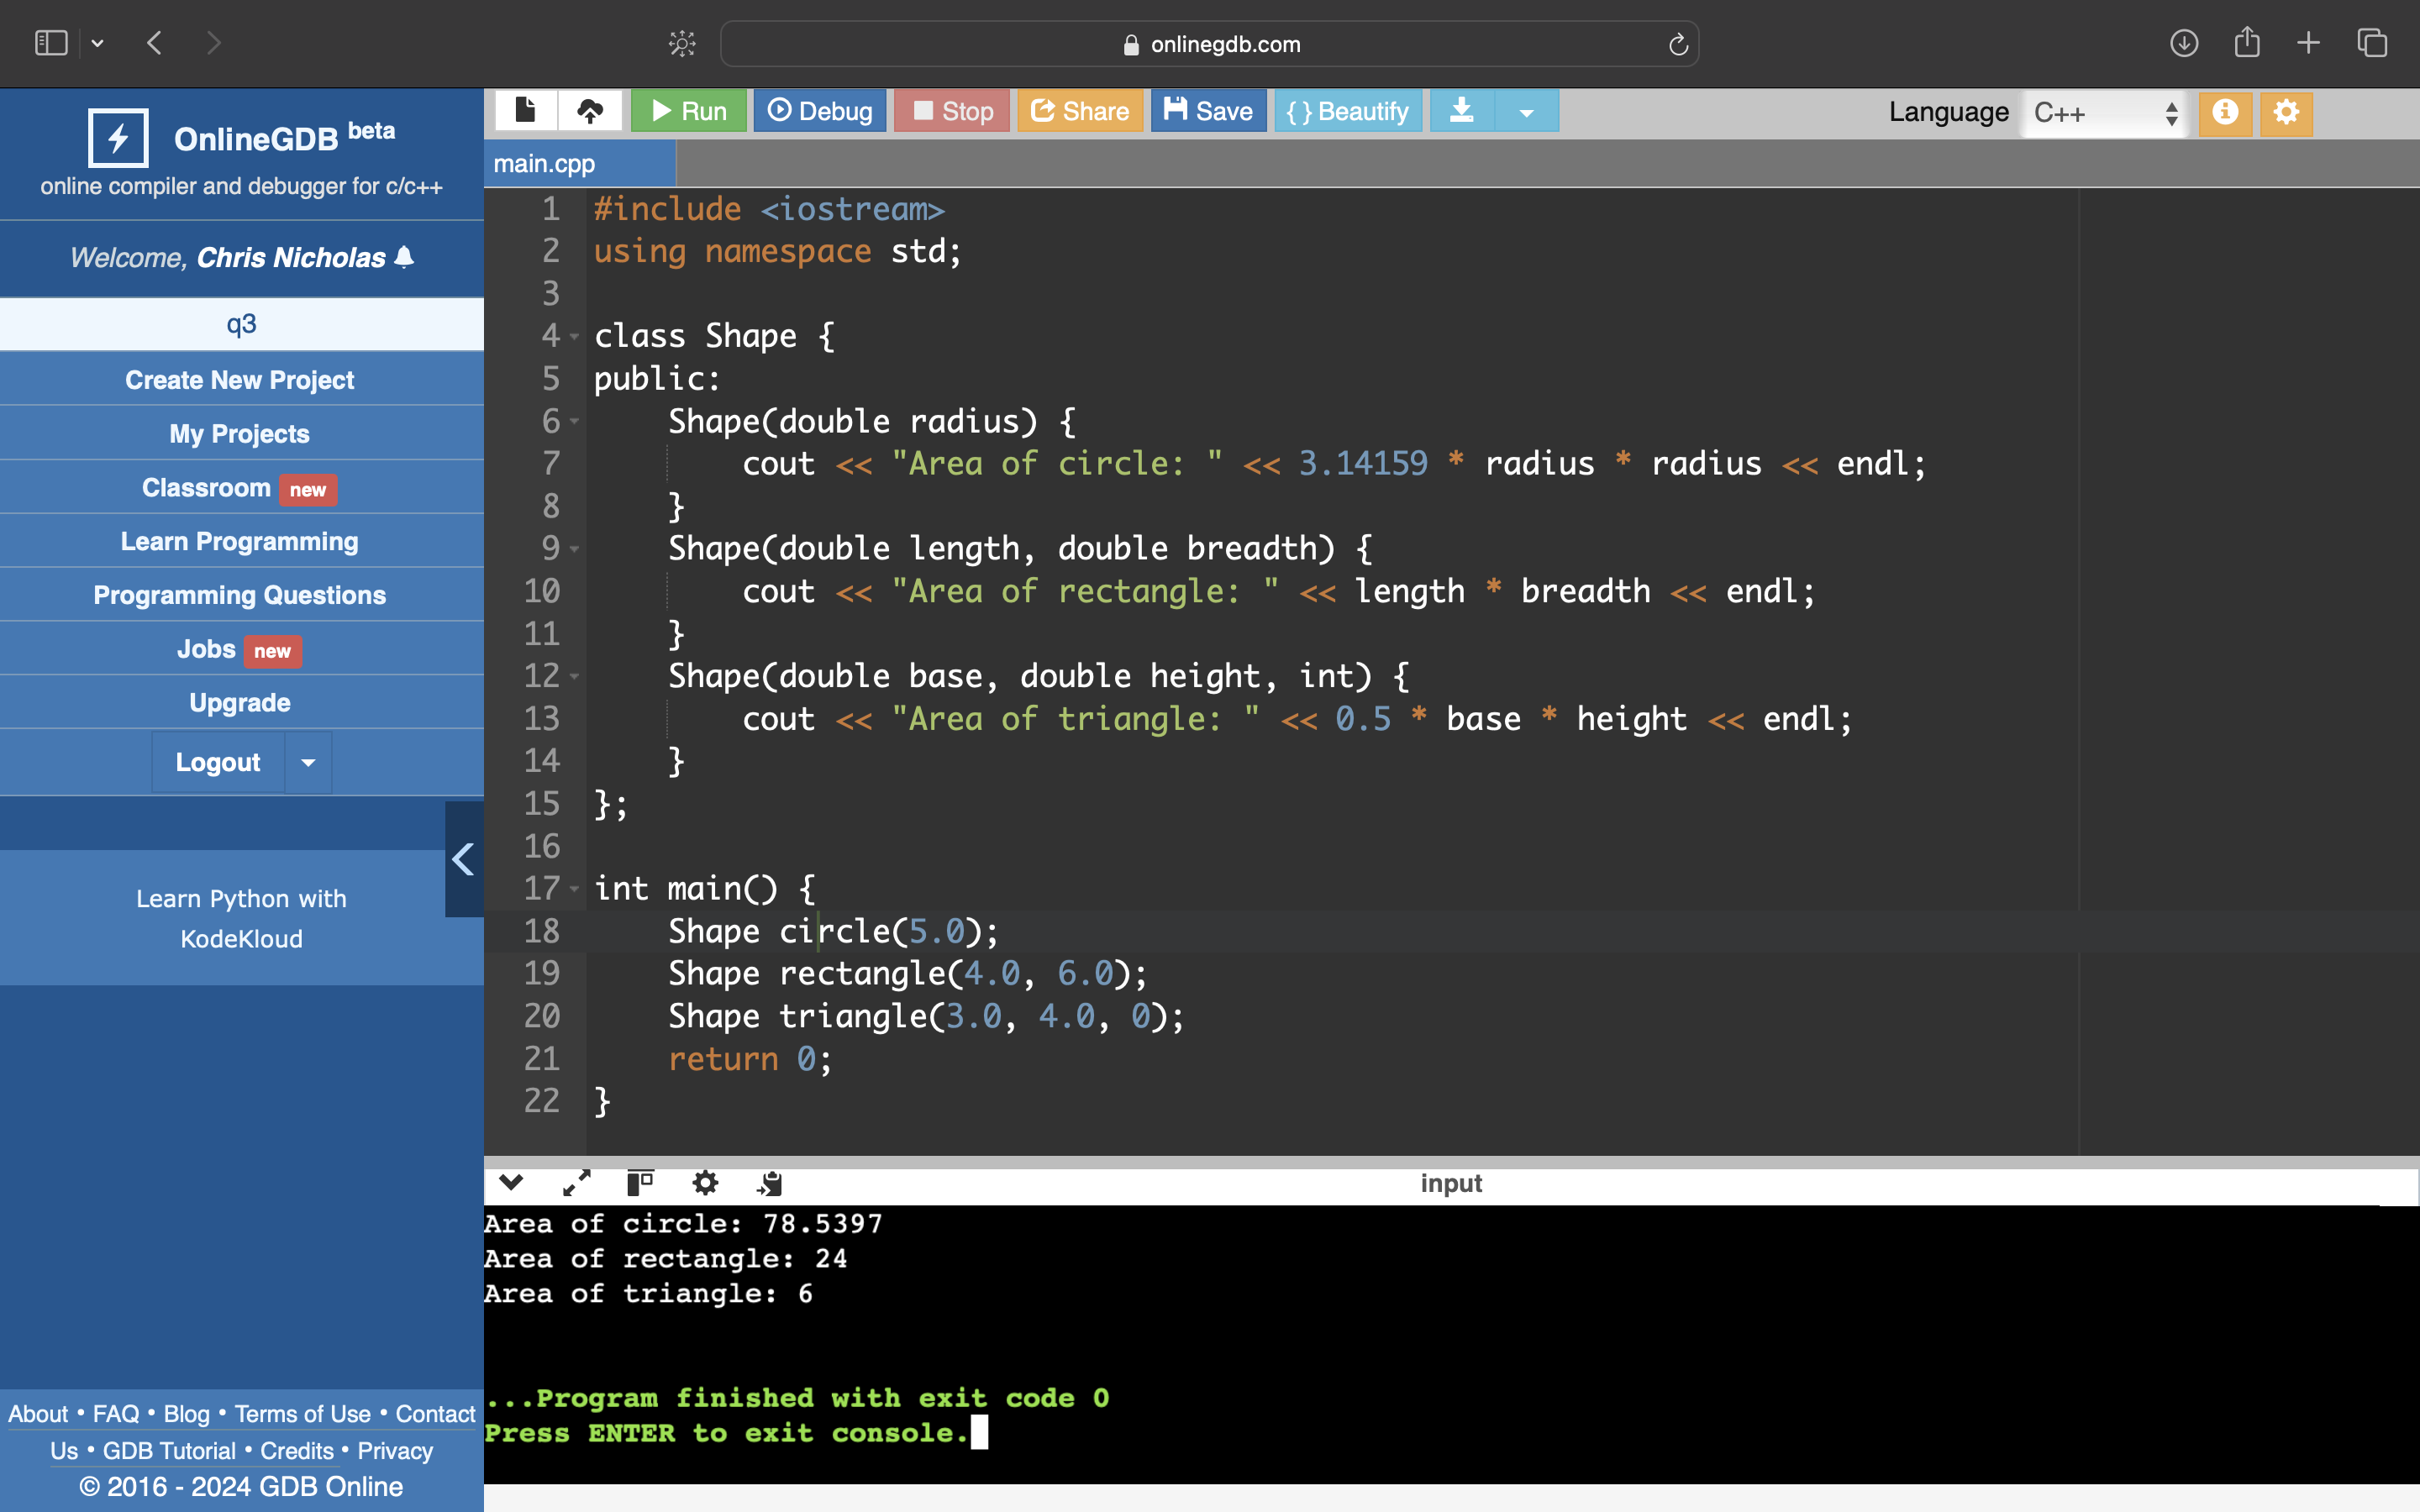 onlinegdb.com
OnlineGDB beta
online compiler and debugger for c/c++
Welcome, Chris Nicholas
q3
Create New Project
My Projects
Classroom new
Learn Programming
Programming Questions
Jobs new
Upgrade
Logout
Learn Python with
KodeKloud
About • FAQ • Blog • Terms of Use • Contact
Us • GDB Tutorial • Credits • Privacy
© 2016 - 2024 GDB Online
Run Debug Stop Share Save {} Beautify Language C++
main.cpp
1 #include <iostream>
2 using namespace std;
3
4 class Shape {
5 public:
6     Shape(double radius) {
7         cout << "Area of circle: " << 3.14159 * radius * radius << endl;
8     }
9     Shape(double length, double breadth) {
10         cout << "Area of rectangle: " << length * breadth << endl;
11     }
12     Shape(double base, double height, int) {
13         cout << "Area of triangle: " << 0.5 * base * height << endl;
14     }
15 };
16
17 int main() {
18     Shape circle(5.0);
19     Shape rectangle(4.0, 6.0);
20     Shape triangle(3.0, 4.0, 0);
21     return 0;
22 }
input
Area of circle: 78.5397
Area of rectangle: 24
Area of triangle: 6
...Program finished with exit code 0
Press ENTER to exit console.